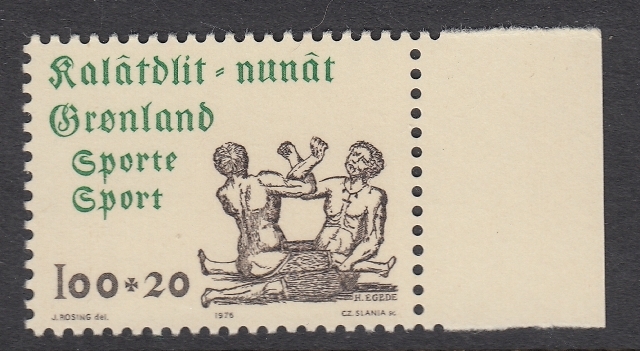 Kalâtdlit-nunât
Grønland
Sporte
Sport
100+20
H. EGEDE
J. ROSING del. 1976 CZ. SLANIA sc.